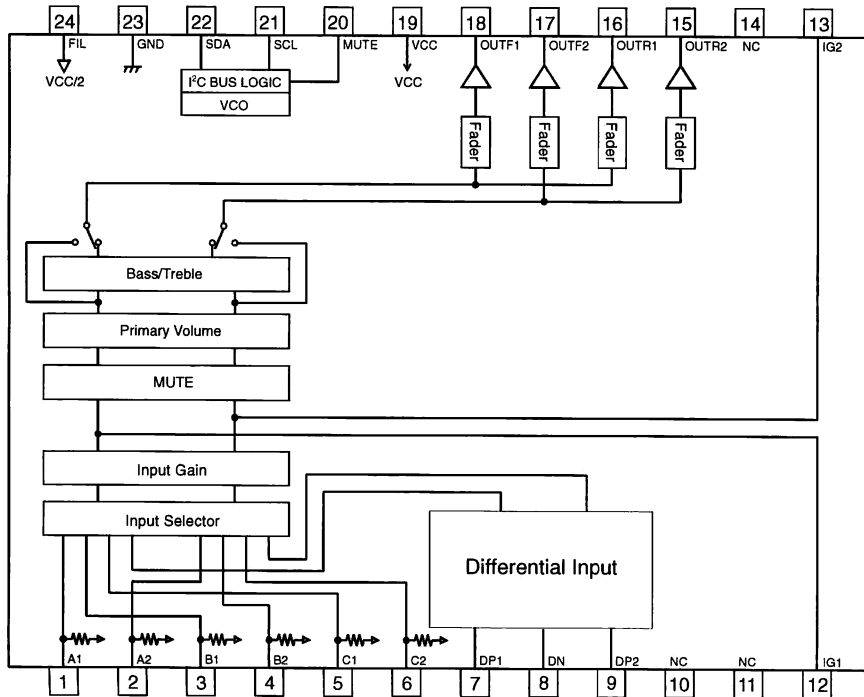 24 23 22 21 20 19 18 17 16 15 14 13
FIL GND SDA SCL MUTE VCC OUTF1 OUTF2 OUTR1 OUTR2 NC IG2
VCC/2 I²C BUS LOGIC VCC
VCO
Fader Fader Fader Fader
Bass/Treble
Primary Volume
MUTE
Input Gain
Input Selector
Differential Input
A1 A2 B1 B2 C1 C2 DP1 DN DP2 NC NC IG1
1 2 3 4 5 6 7 8 9 10 11 12